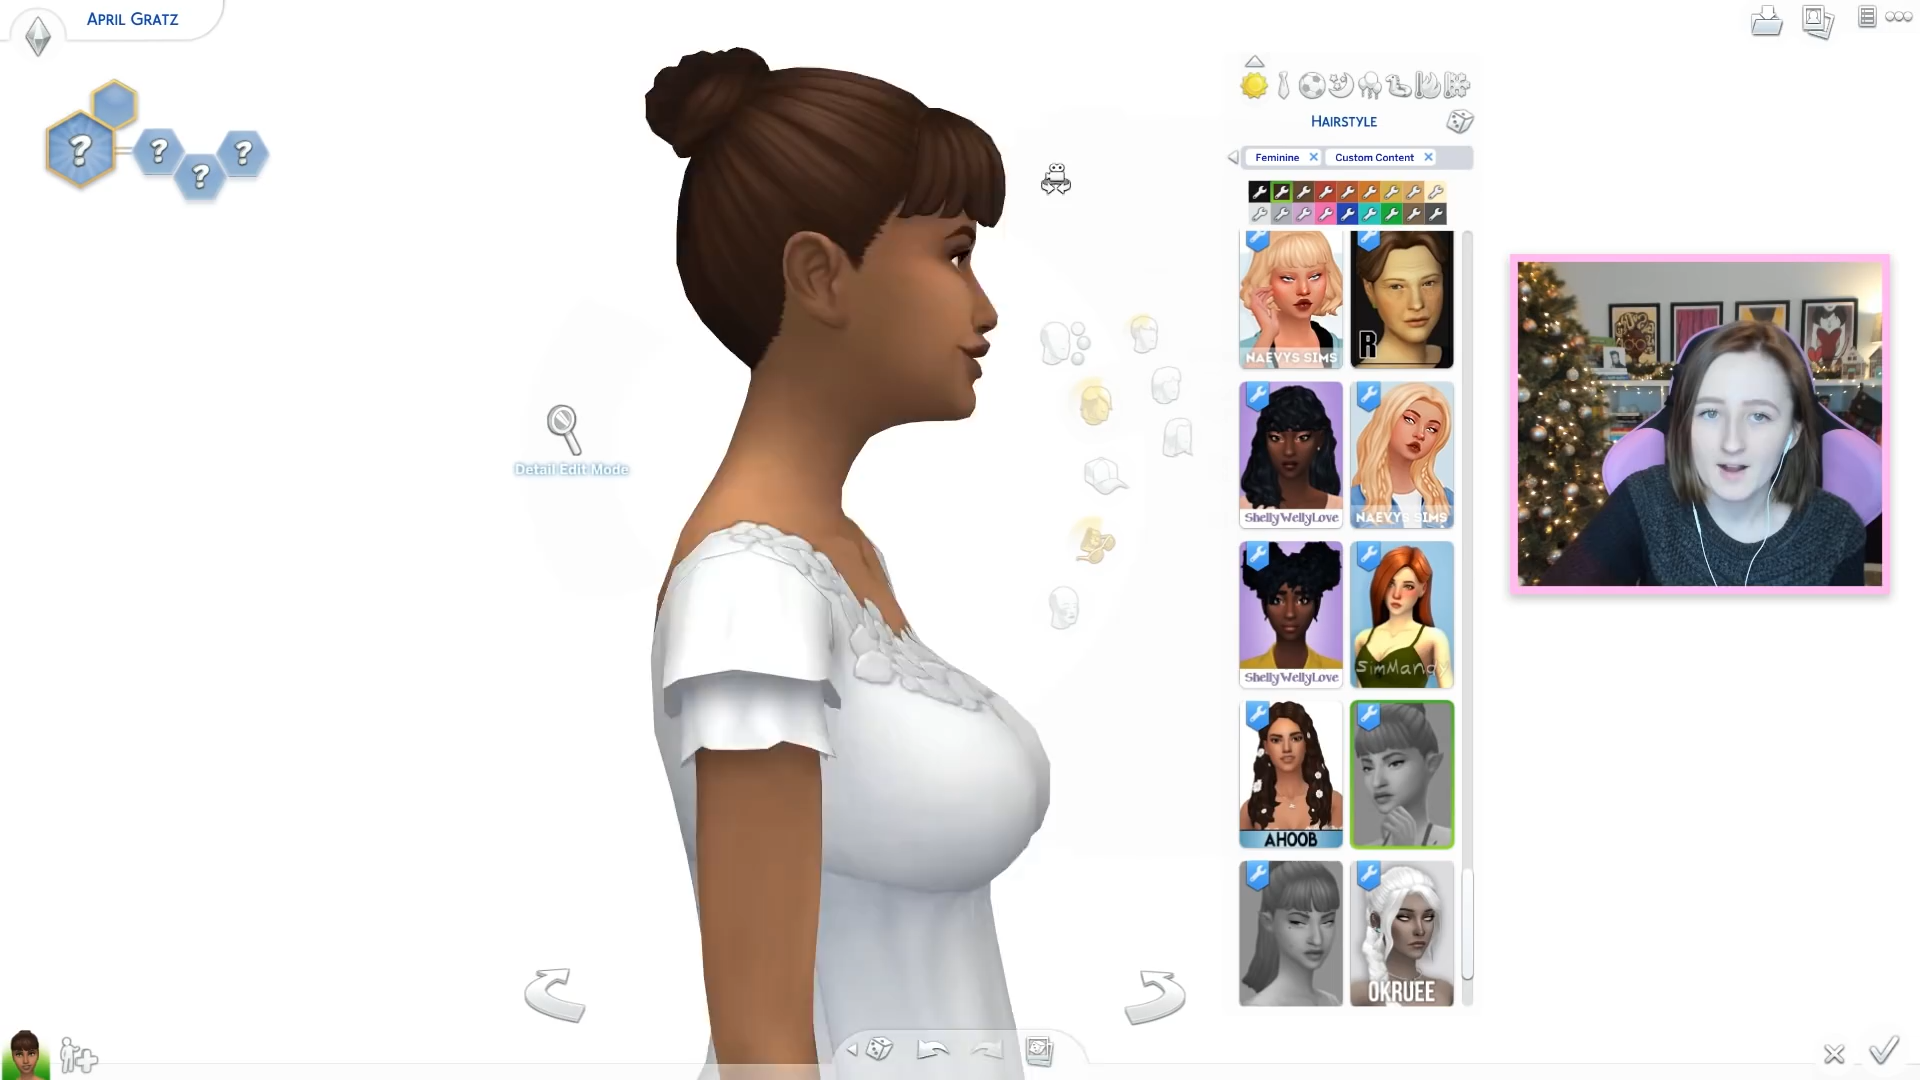 April Gratz
Hairstyle
Feminine
Custom Content
NAEVYS SIMS
R
Detail Edit Mode
ShellyWellyLove
NAEVYS SIMS
ShellyWellyLove
SimMandy
AHOOB
OKRUEE